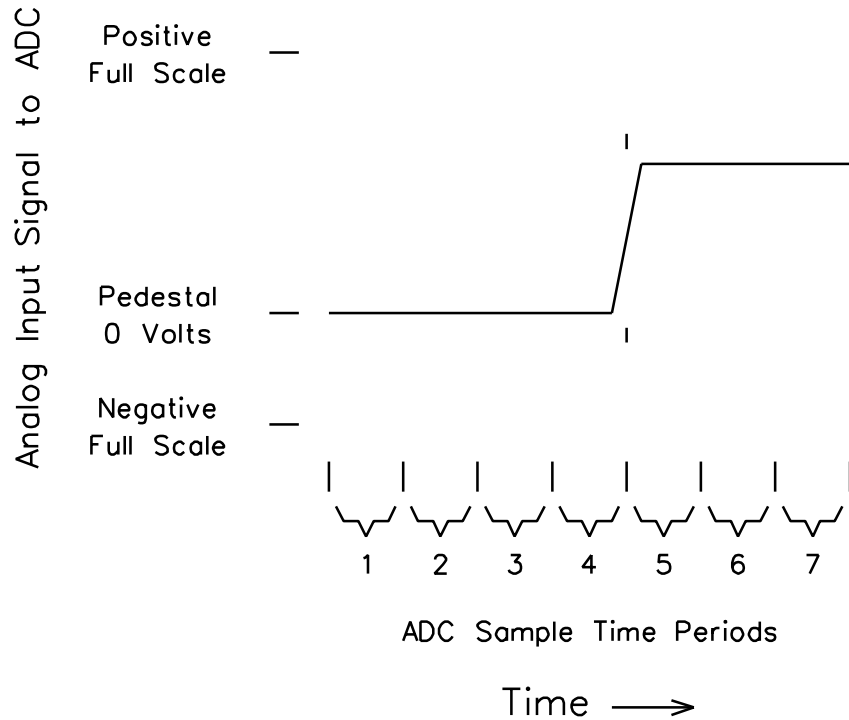 Analog Input Signal to ADC
Positive
Full Scale
Pedestal
0 Volts
Negative
Full Scale
1 2 3 4 5 6 7
ADC Sample Time Periods
Time